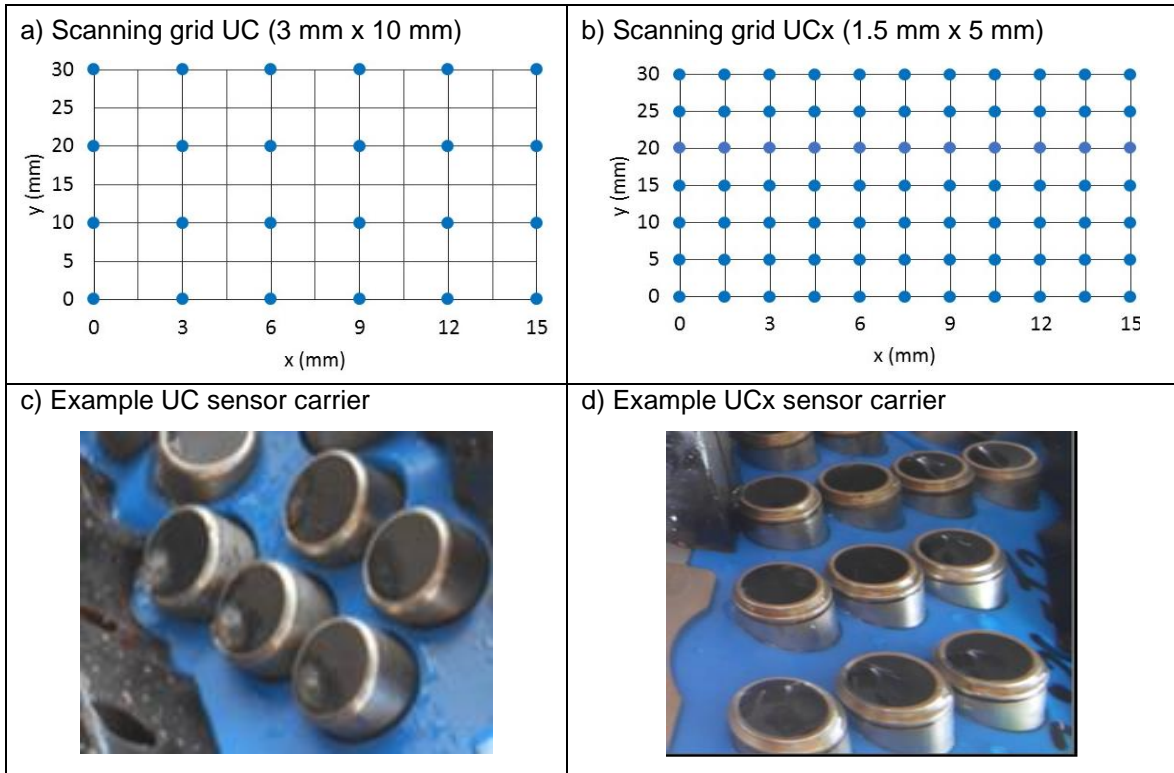 a) Scanning grid UC (3 mm x 10 mm)
30
25
20
15
10
5
0
y (mm)
0 3 6 9 12 15
x (mm)
b) Scanning grid UCx (1.5 mm x 5 mm)
30
25
20
15
10
5
0
y (mm)
0 3 6 9 12 15
x (mm)
c) Example UC sensor carrier
d) Example UCx sensor carrier